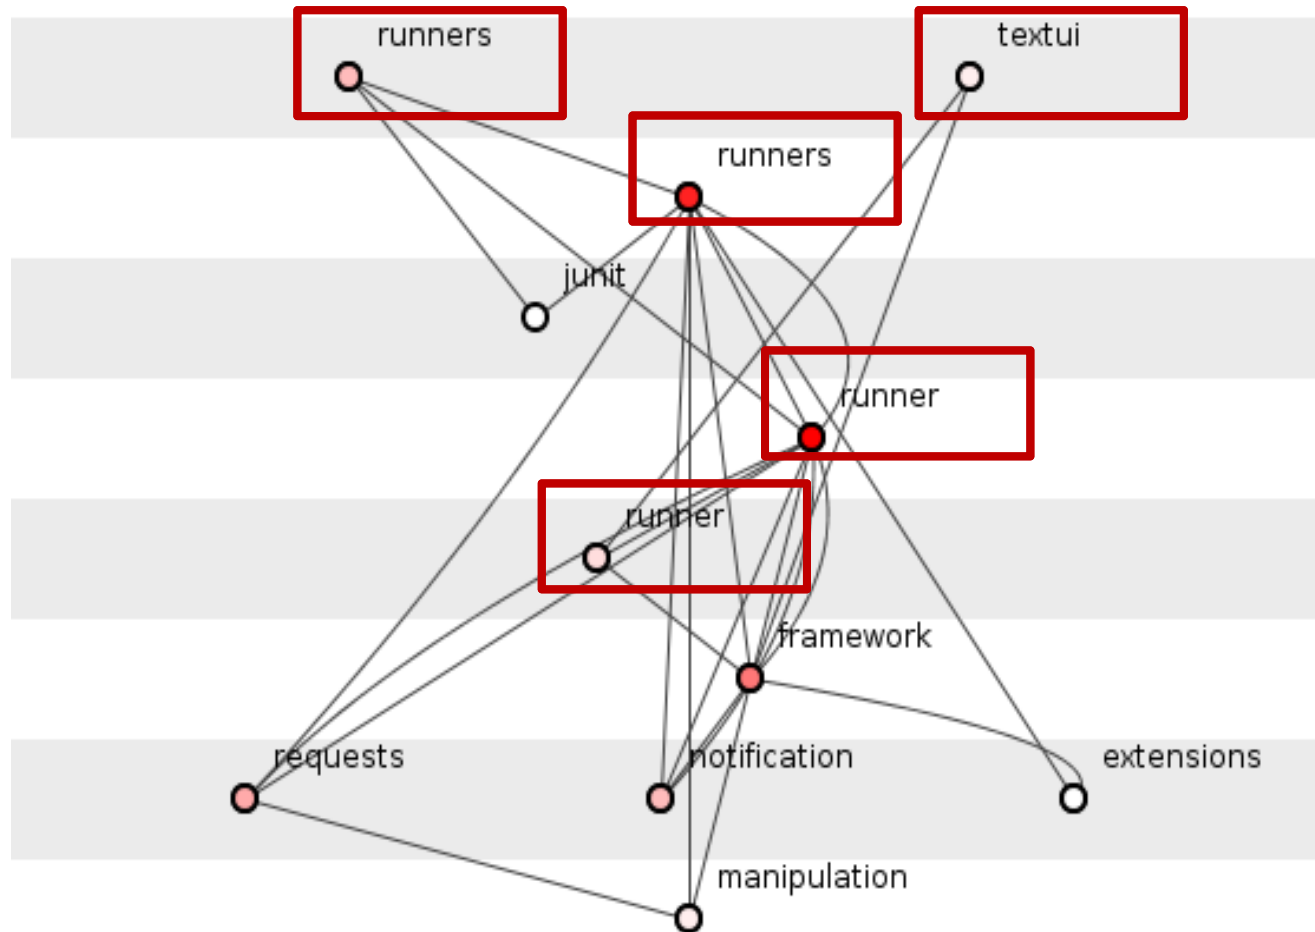 runners
textui
runners
junit
runner
runner
framework
requests
notification
extensions
manipulation